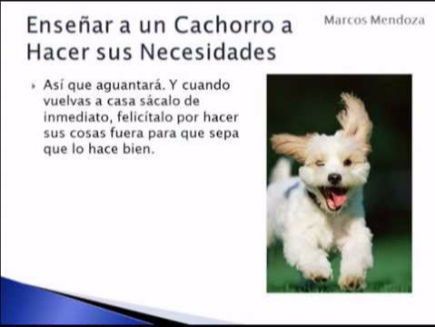 Enseñar a un Cachorro a
Hacer sus Necesidades
Marcos Mendoza
Así que aguantará. Y cuando
vuelvas a casa sácalo de
inmediato, felicítalo por hacer
sus cosas fuera para que sepa
que lo hace bien.